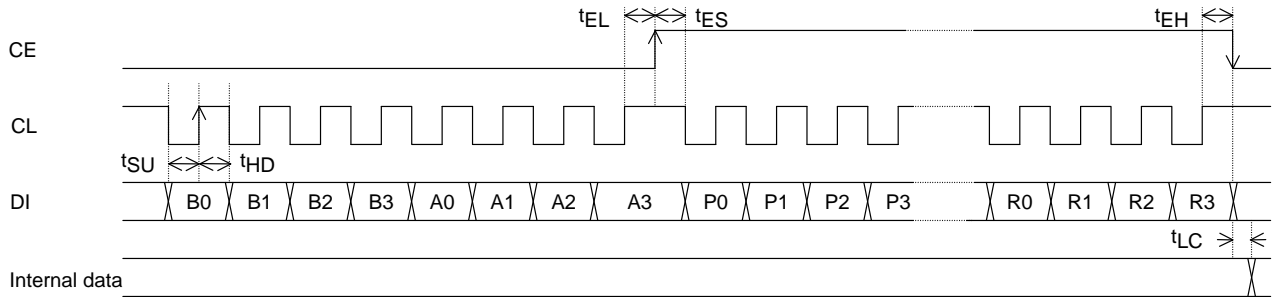 tEL tES tEH
CE
CL
tSU tHD
DI B0 B1 B2 B3 A0 A1 A2 A3 P0 P1 P2 P3 R0 R1 R2 R3
tLC
Internal data